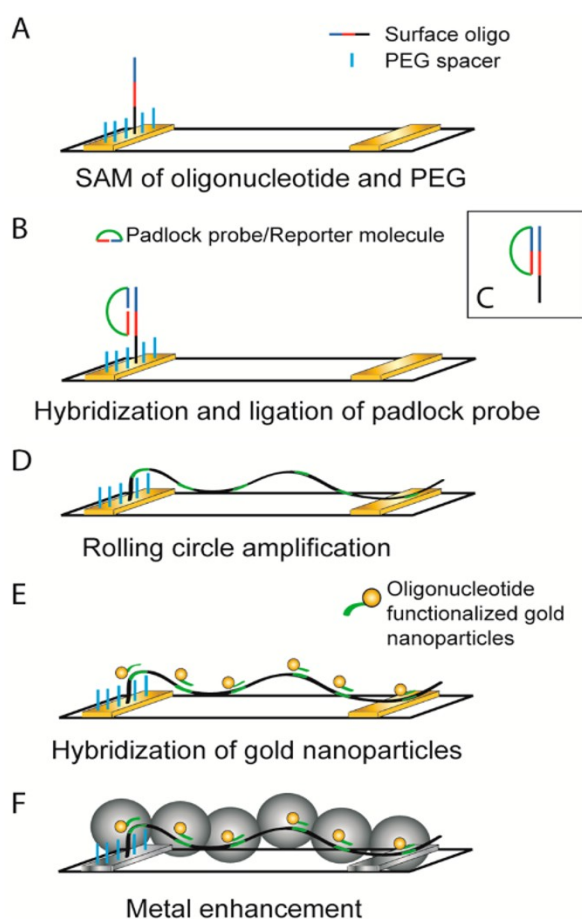 A
Surface oligo
PEG spacer
SAM of oligonucleotide and PEG
B
Padlock probe/Reporter molecule
C
Hybridization and ligation of padlock probe
D
Rolling circle amplification
E
Oligonucleotide
functionalized gold
nanoparticles
Hybridization of gold nanoparticles
F
Metal enhancement